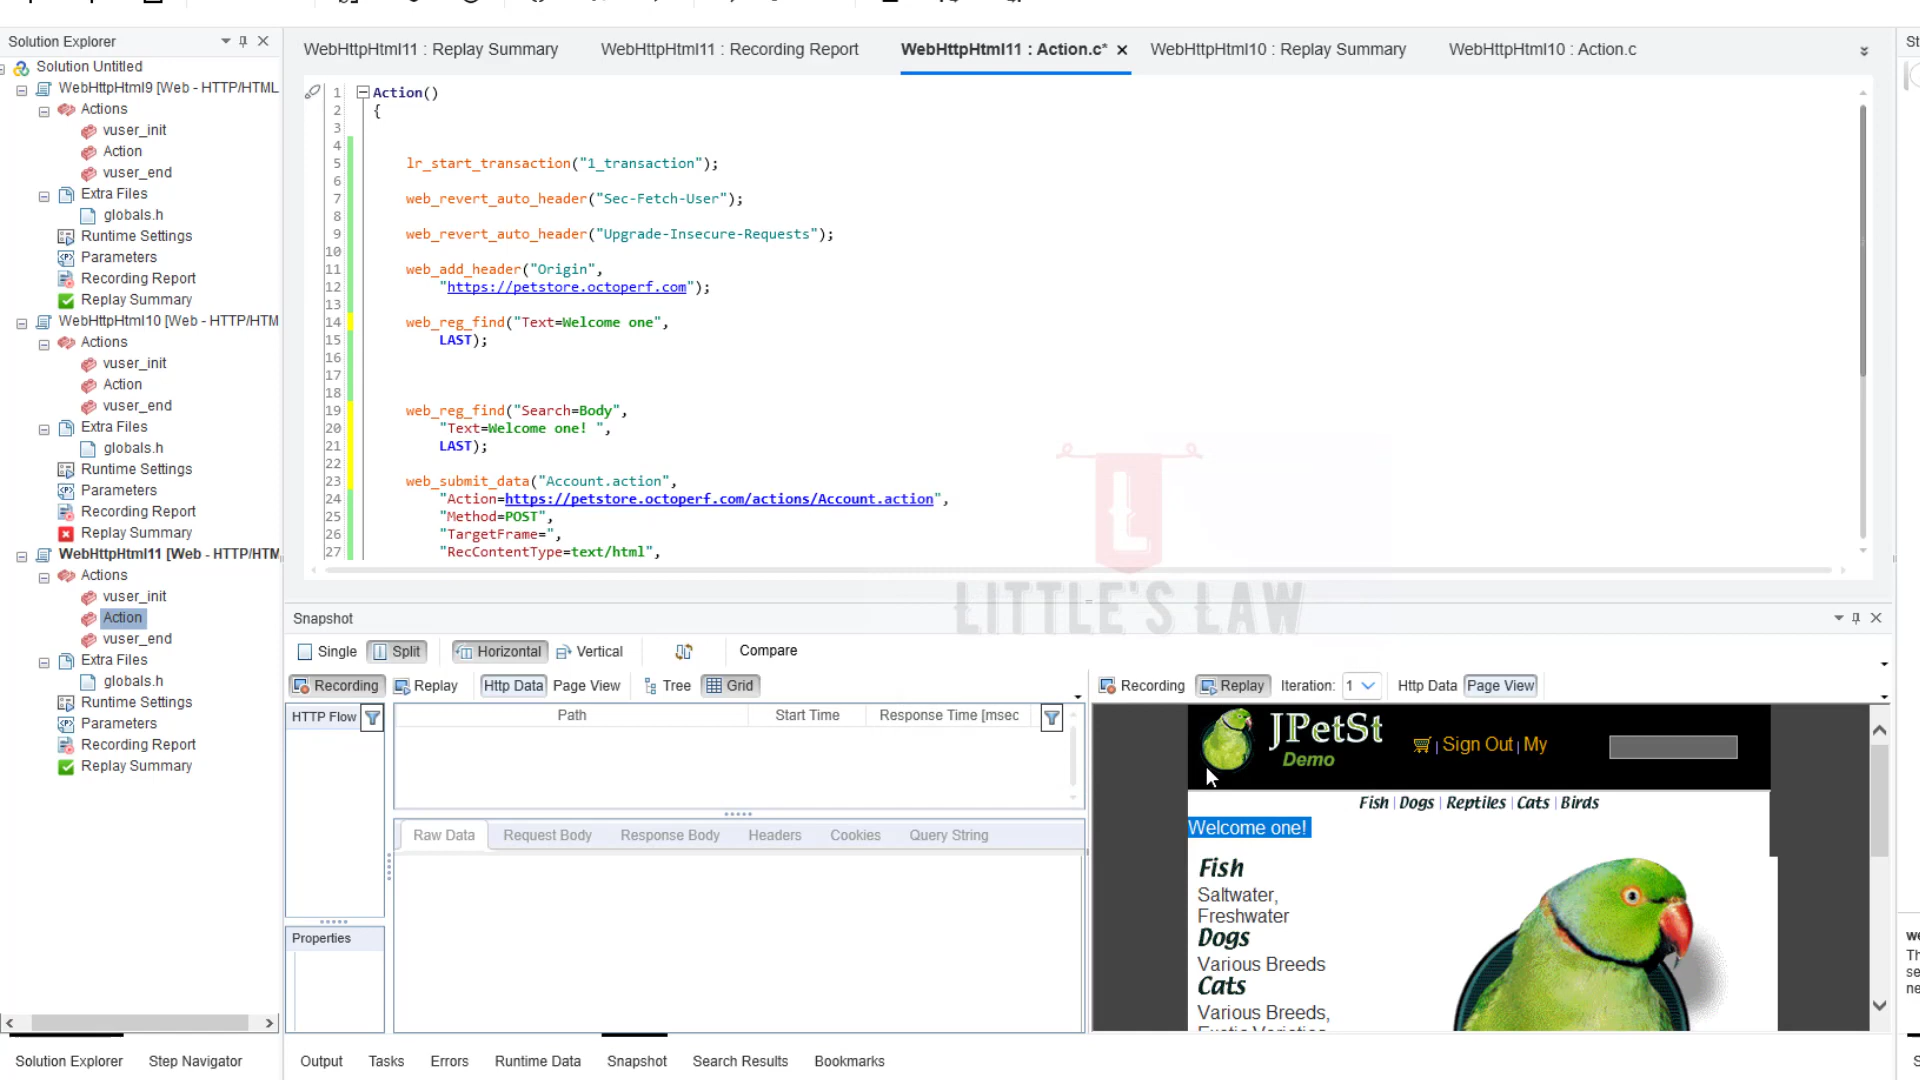 Solution Explorer
Solution Untitled
WebHttpHtml9 [Web - HTTP/HTML
Actions
vuser_init
Action
vuser_end
Extra Files
globals.h
Runtime Settings
Parameters
Recording Report
Replay Summary
WebHttpHtml10 [Web - HTTP/HTM
Actions
vuser_init
Action
vuser_end
Extra Files
globals.h
Runtime Settings
Parameters
Recording Report
Replay Summary
WebHttpHtml11 [Web - HTTP/HTM
Actions
vuser_init
Action
vuser_end
Extra Files
globals.h
Runtime Settings
Parameters
Recording Report
Replay Summary
WebHttpHtml11 : Replay Summary WebHttpHtml11 : Recording Report WebHttpHtml11 : Action.c* WebHttpHtml10 : Replay Summary WebHttpHtml10 : Action.c
1 Action()
2 {
3
4
5 lr_start_transaction("1_transaction");
6
7 web_revert_auto_header("Sec-Fetch-User");
8
9 web_revert_auto_header("Upgrade-Insecure-Requests");
10
11 web_add_header("Origin",
12 "https://petstore.octoperf.com");
13
14 web_reg_find("Text=Welcome one",
15 LAST);
16
17
18
19 web_reg_find("Search=Body",
20 "Text=Welcome one! ",
21 LAST);
22
23 web_submit_data("Account.action",
24 "Action=https://petstore.octoperf.com/actions/Account.action",
25 "Method=POST",
26 "TargetFrame=",
27 "RecContentType=text/html",
LITTLE'S LAW
Snapshot
Single Split Horizontal Vertical Compare
Recording Replay Http Data Page View Tree Grid
HTTP Flow
Path Start Time Response Time [msec
Raw Data Request Body Response Body Headers Cookies Query String
Properties
Recording Replay Iteration: 1 Http Data Page View
JPetSt
Demo
| Sign Out | My
Fish | Dogs | Reptiles | Cats | Birds
Welcome one!
Fish
Saltwater,
Freshwater
Dogs
Various Breeds
Cats
Various Breeds,
Exotic Varieties
Solution Explorer Step Navigator Output Tasks Errors Runtime Data Snapshot Search Results Bookmarks